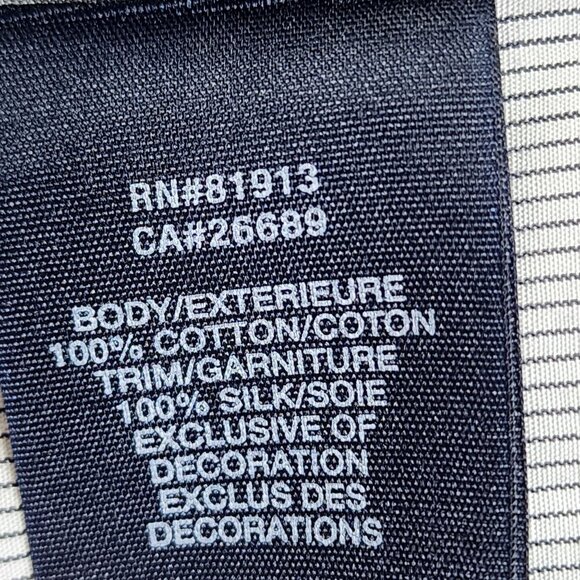 RN#81913
CA#26689
BODY/EXTERIEURE
100% COTTON/COTON
TRIM/GARNITURE
100% SILK/SOIE
EXCLUSIVE OF
DECORATION
EXCLUS DES
DECORATIONS